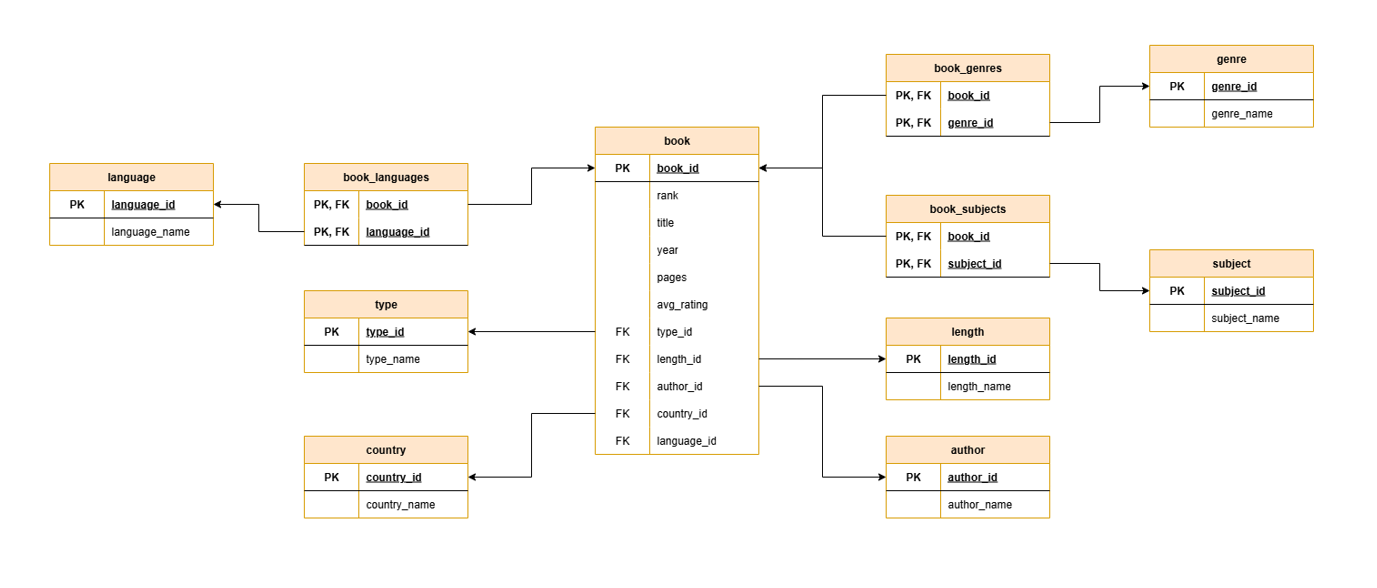 language
PK language_id
language_name
book_languages
PK, FK book_id
PK, FK language_id
type
PK type_id
type_name
country
PK country_id
country_name
book
PK book_id
rank
title
year
pages
avg_rating
FK type_id
FK length_id
FK author_id
FK country_id
FK language_id
book_genres
PK, FK book_id
PK, FK genre_id
genre
PK genre_id
genre_name
book_subjects
PK, FK book_id
PK, FK subject_id
subject
PK subject_id
subject_name
length
PK length_id
length_name
author
PK author_id
author_name